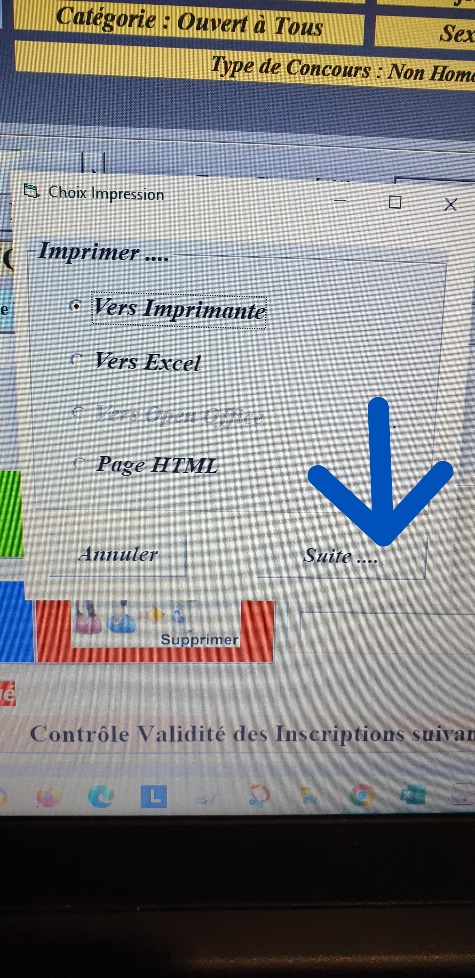 Catégorie : Ouvert à Tous
Sex
Type de Concours : Non Hom
Choix Impression
Imprimer ....
Vers Imprimante
Vers Excel
Vers Open Office
Page HTML
Annuler
Suite ....
Supprimer
Contrôle Validité des Inscriptions suivan
L